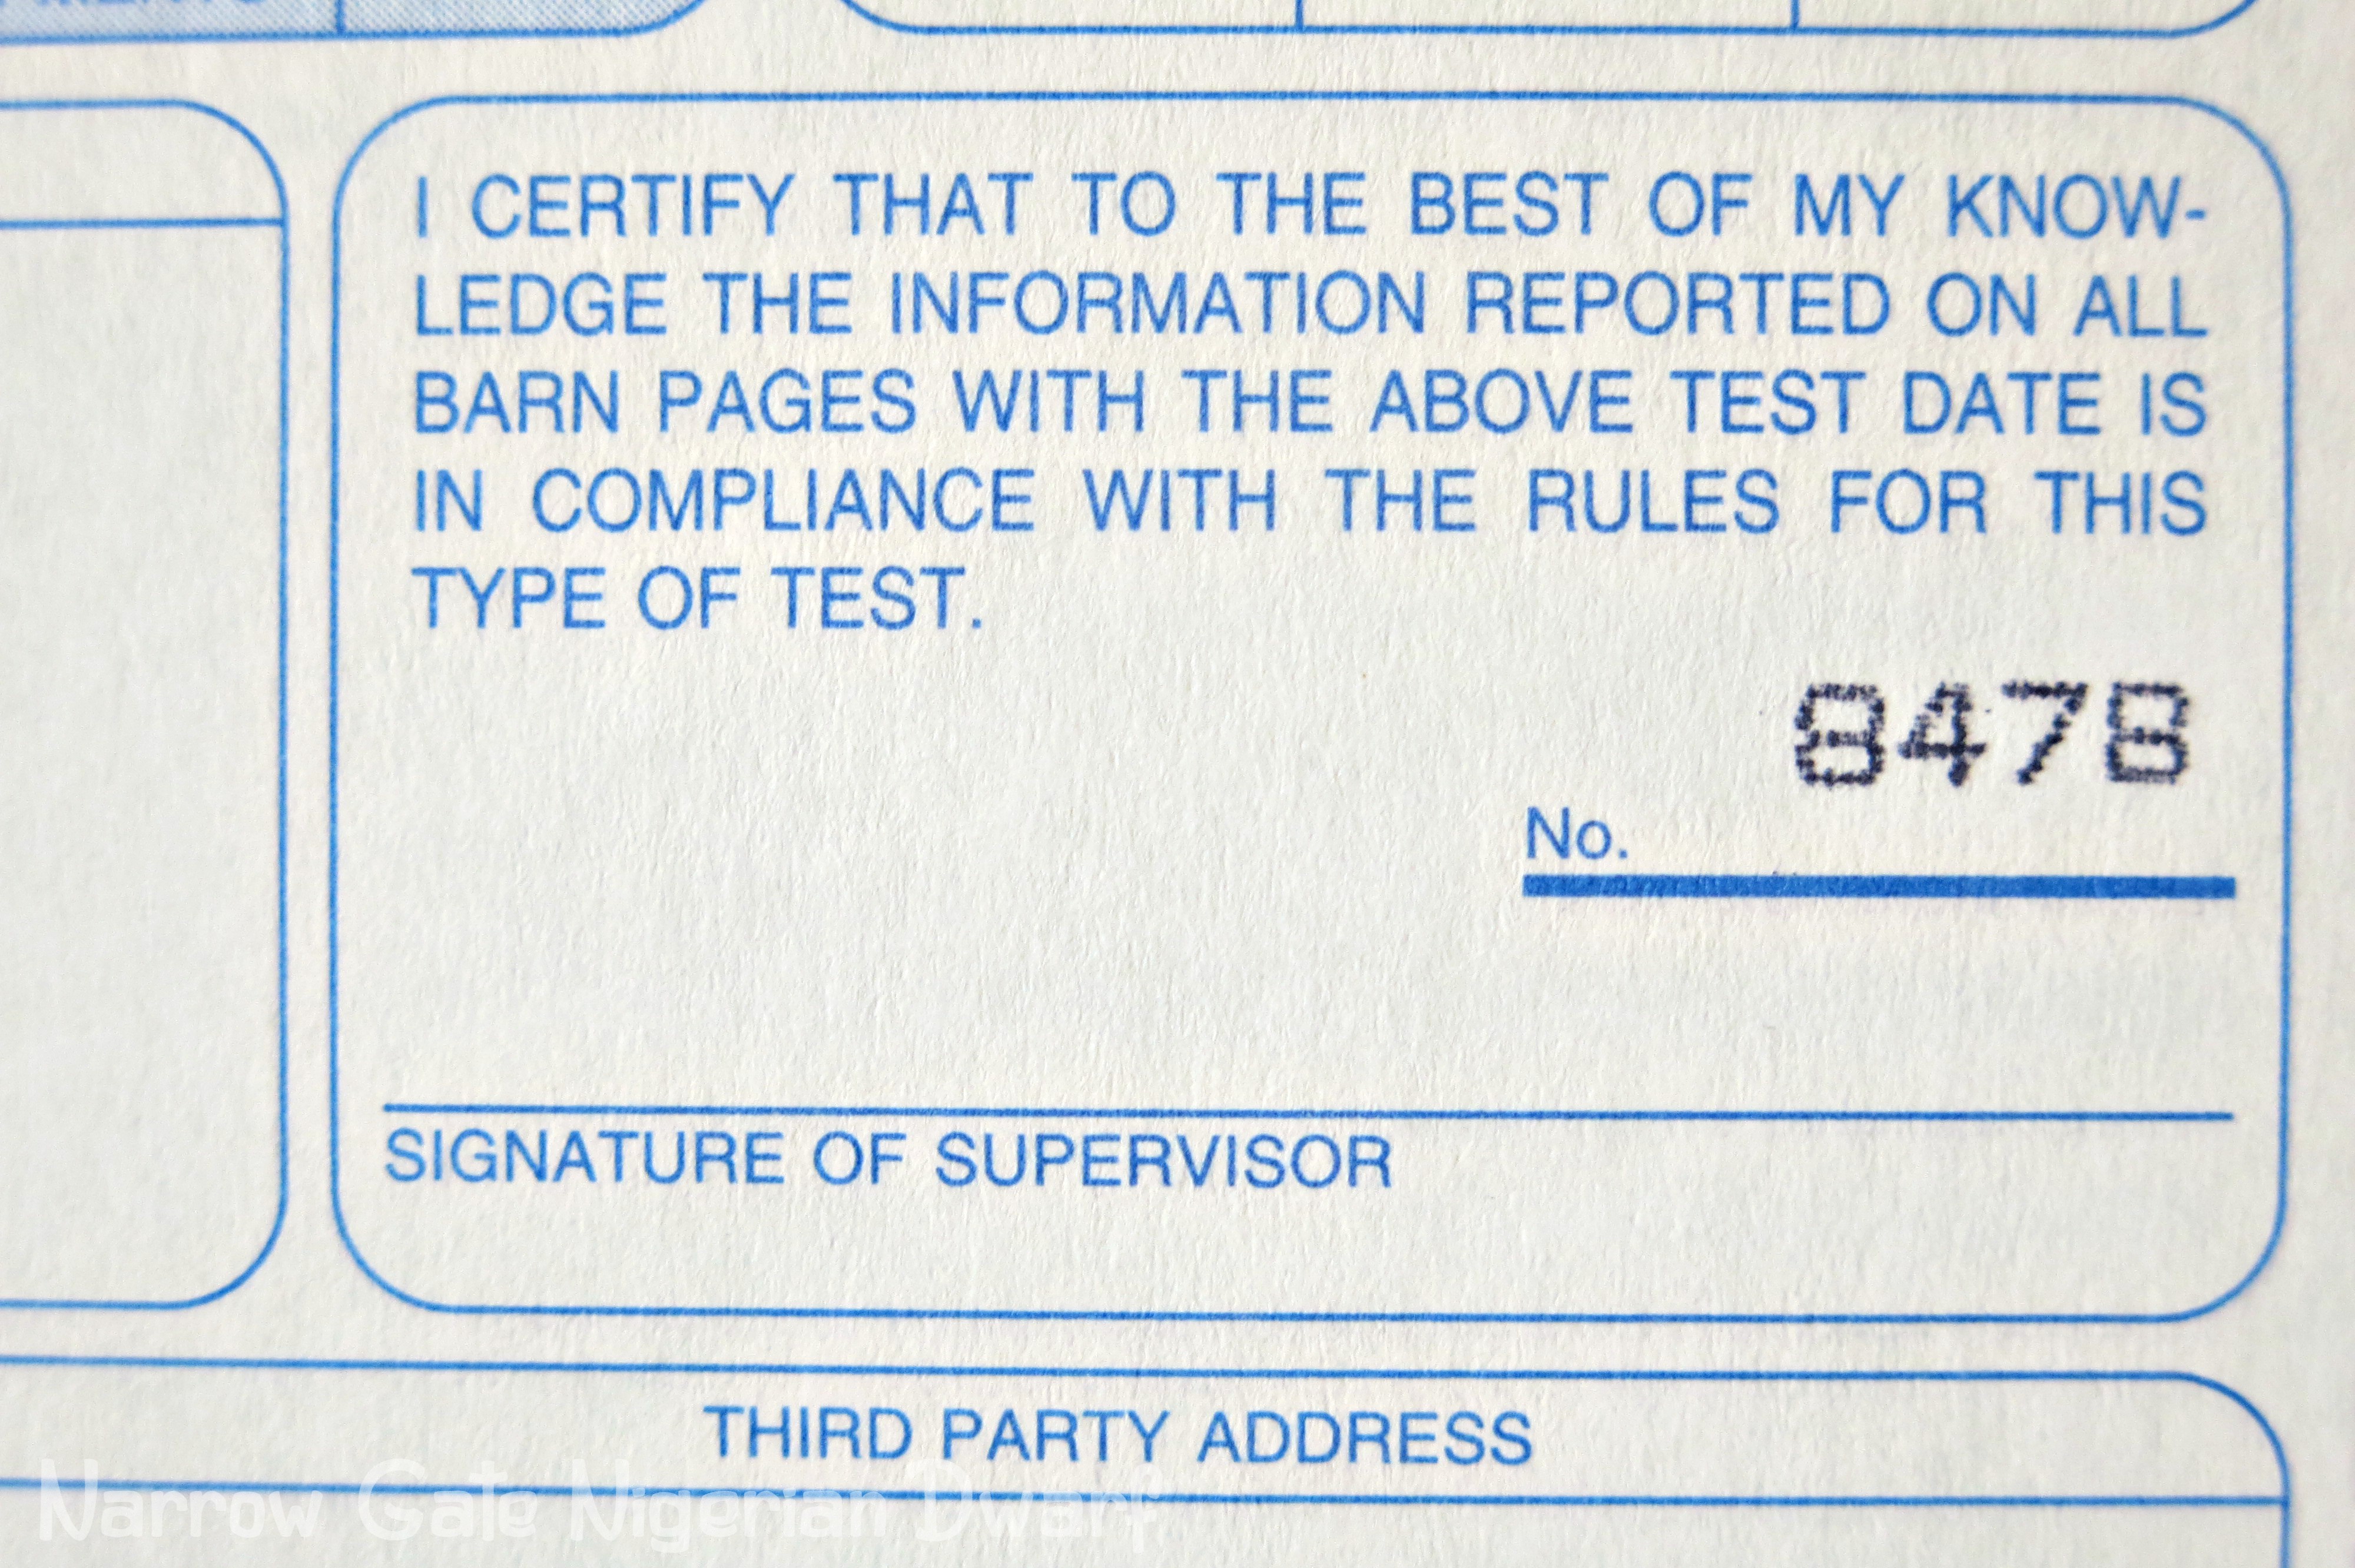 I CERTIFY THAT TO THE BEST OF MY KNOW-
LEDGE THE INFORMATION REPORTED ON ALL
BARN PAGES WITH THE ABOVE TEST DATE IS
IN COMPLIANCE WITH THE RULES FOR THIS
TYPE OF TEST.
8478
No.
SIGNATURE OF SUPERVISOR
THIRD PARTY ADDRESS
Narrow Gate Nigerian Dwarf